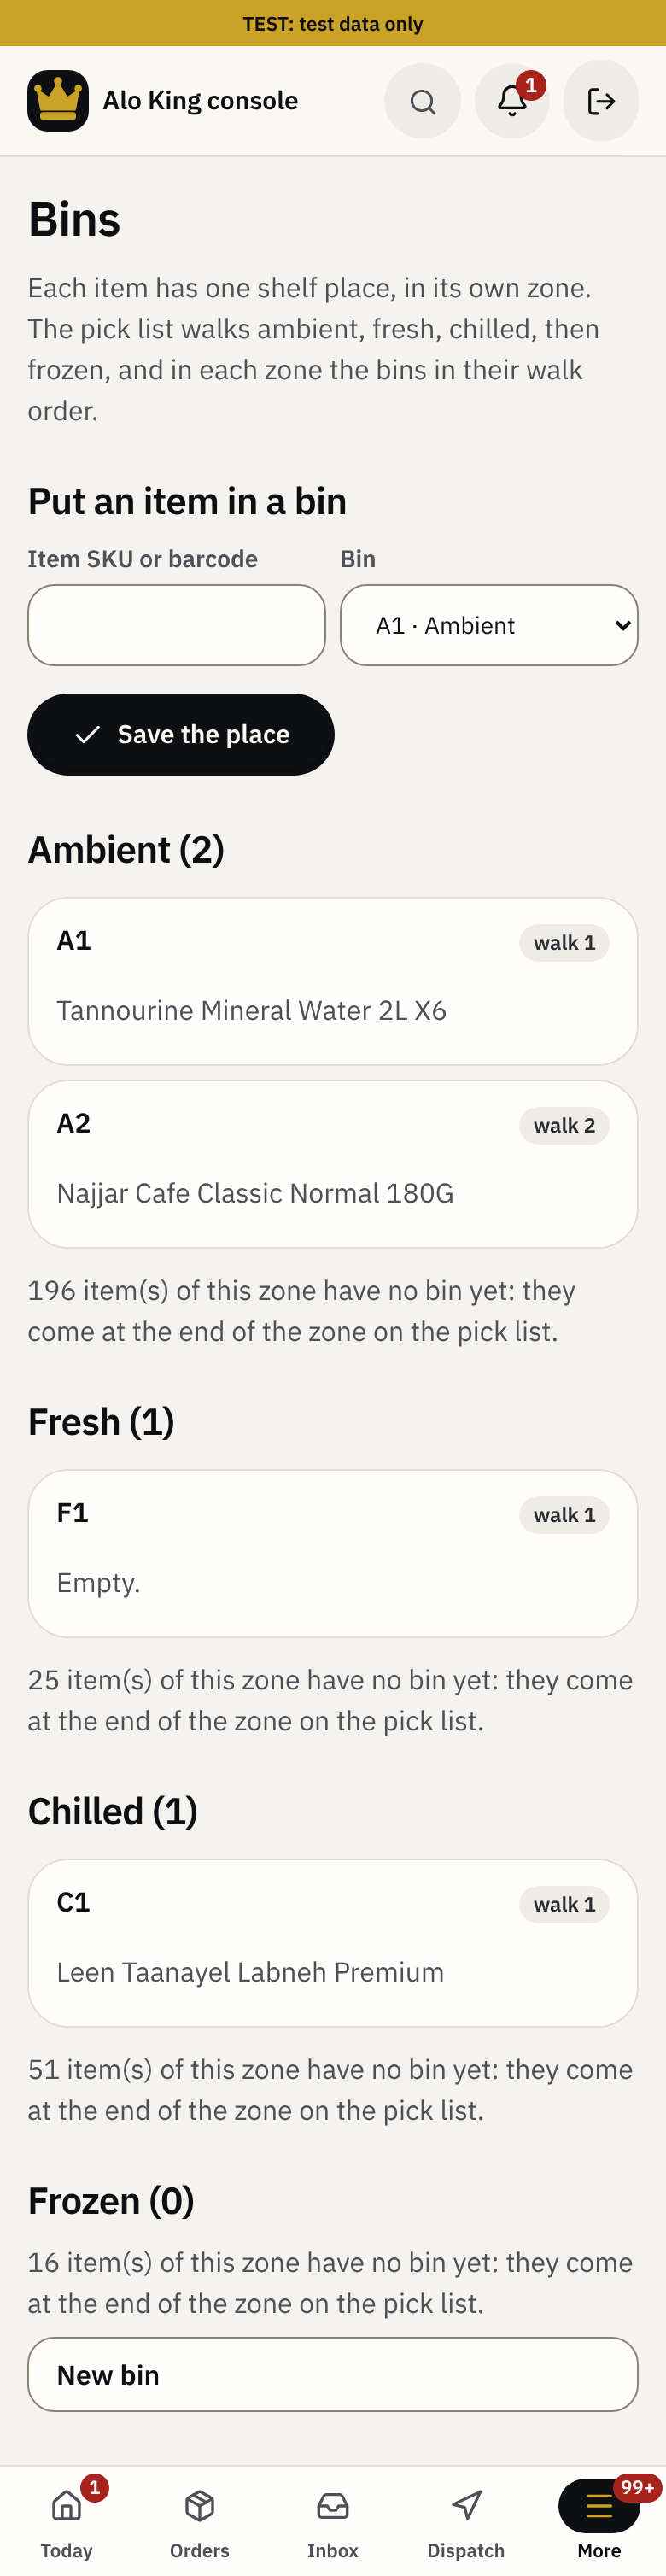 TEST: test data only
Alo King console
1
Bins
Each item has one shelf place, in its own zone.
The pick list walks ambient, fresh, chilled, then
frozen, and in each zone the bins in their walk
order.
Put an item in a bin
Item SKU or barcode
Bin
A1 · Ambient
Save the place
Ambient (2)
A1
walk 1
Tannourine Mineral Water 2L X6
A2
walk 2
Najjar Cafe Classic Normal 180G
196 item(s) of this zone have no bin yet: they
come at the end of the zone on the pick list.
Fresh (1)
F1
walk 1
Empty.
25 item(s) of this zone have no bin yet: they come
at the end of the zone on the pick list.
Chilled (1)
C1
walk 1
Leen Taanayel Labneh Premium
51 item(s) of this zone have no bin yet: they come
at the end of the zone on the pick list.
Frozen (0)
16 item(s) of this zone have no bin yet: they come
at the end of the zone on the pick list.
New bin
1
99+
Today
Orders
Inbox
Dispatch
More